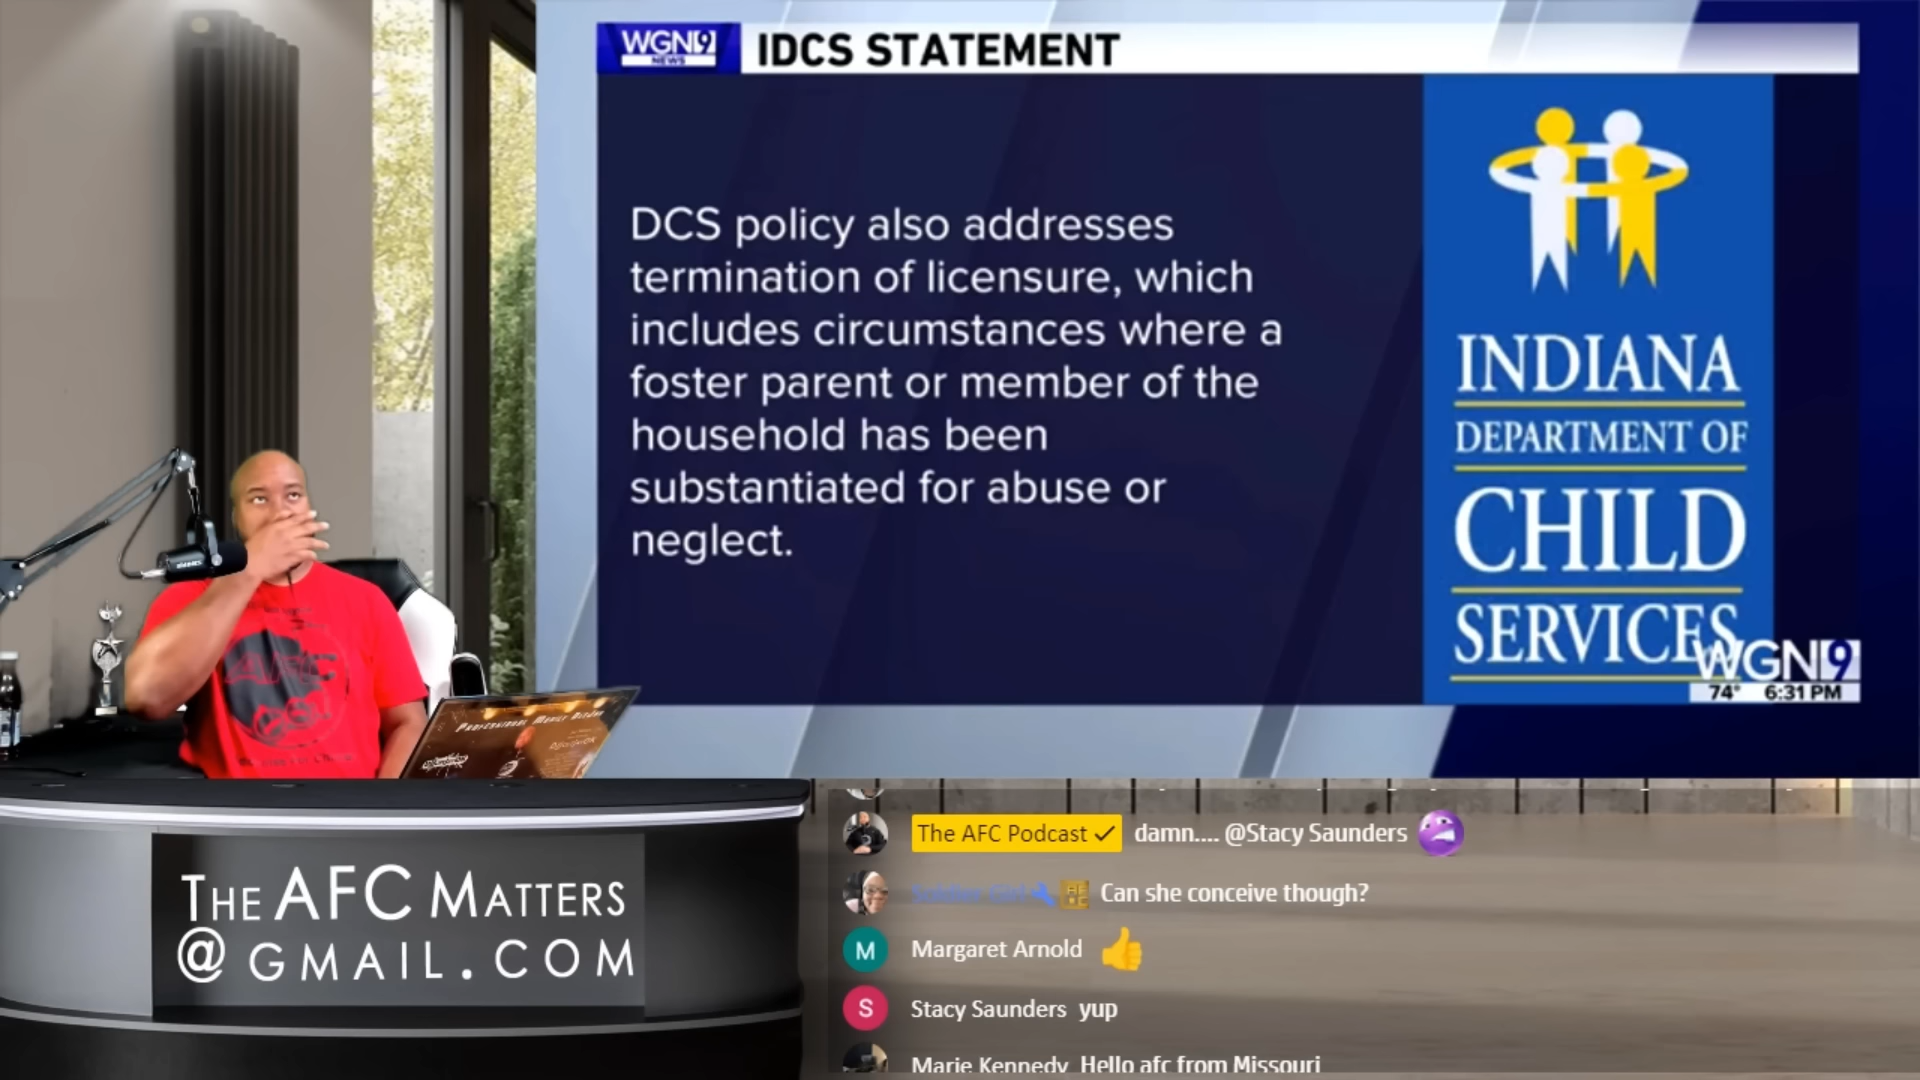 WGN9
NEWS
IDCS STATEMENT
DCS policy also addresses
termination of licensure, which
includes circumstances where a
foster parent or member of the
household has been
substantiated for abuse or
neglect.
INDIANA
DEPARTMENT OF
CHILD
SERVICES
WGN9
74° 6:31 PM
PROFESSIONAL MOBILE
AFC
THE AFC MATTERS
@GMAIL.COM
The AFC Podcast ✓ damn.... @Stacy Saunders
Can she conceive though?
M Margaret Arnold 👍
S Stacy Saunders yup
Marie Kennedy Hello afc from Missouri